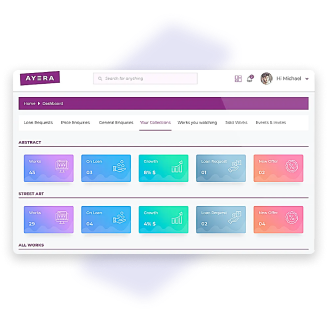 AYERA
Search for anything
Hi Michael
Home Dashboard
Loan Requests Price Enquiries General Enquiries Your Collections Works you watching Sold Works Events & Invites
ABSTRACT
Works On Loan Growth Loan Request New Offer
45 03 8% $ 01 02
STREET ART
Works On Loan Growth Loan Request New Offer
29 04 4% $ 02 04
ALL WORKS